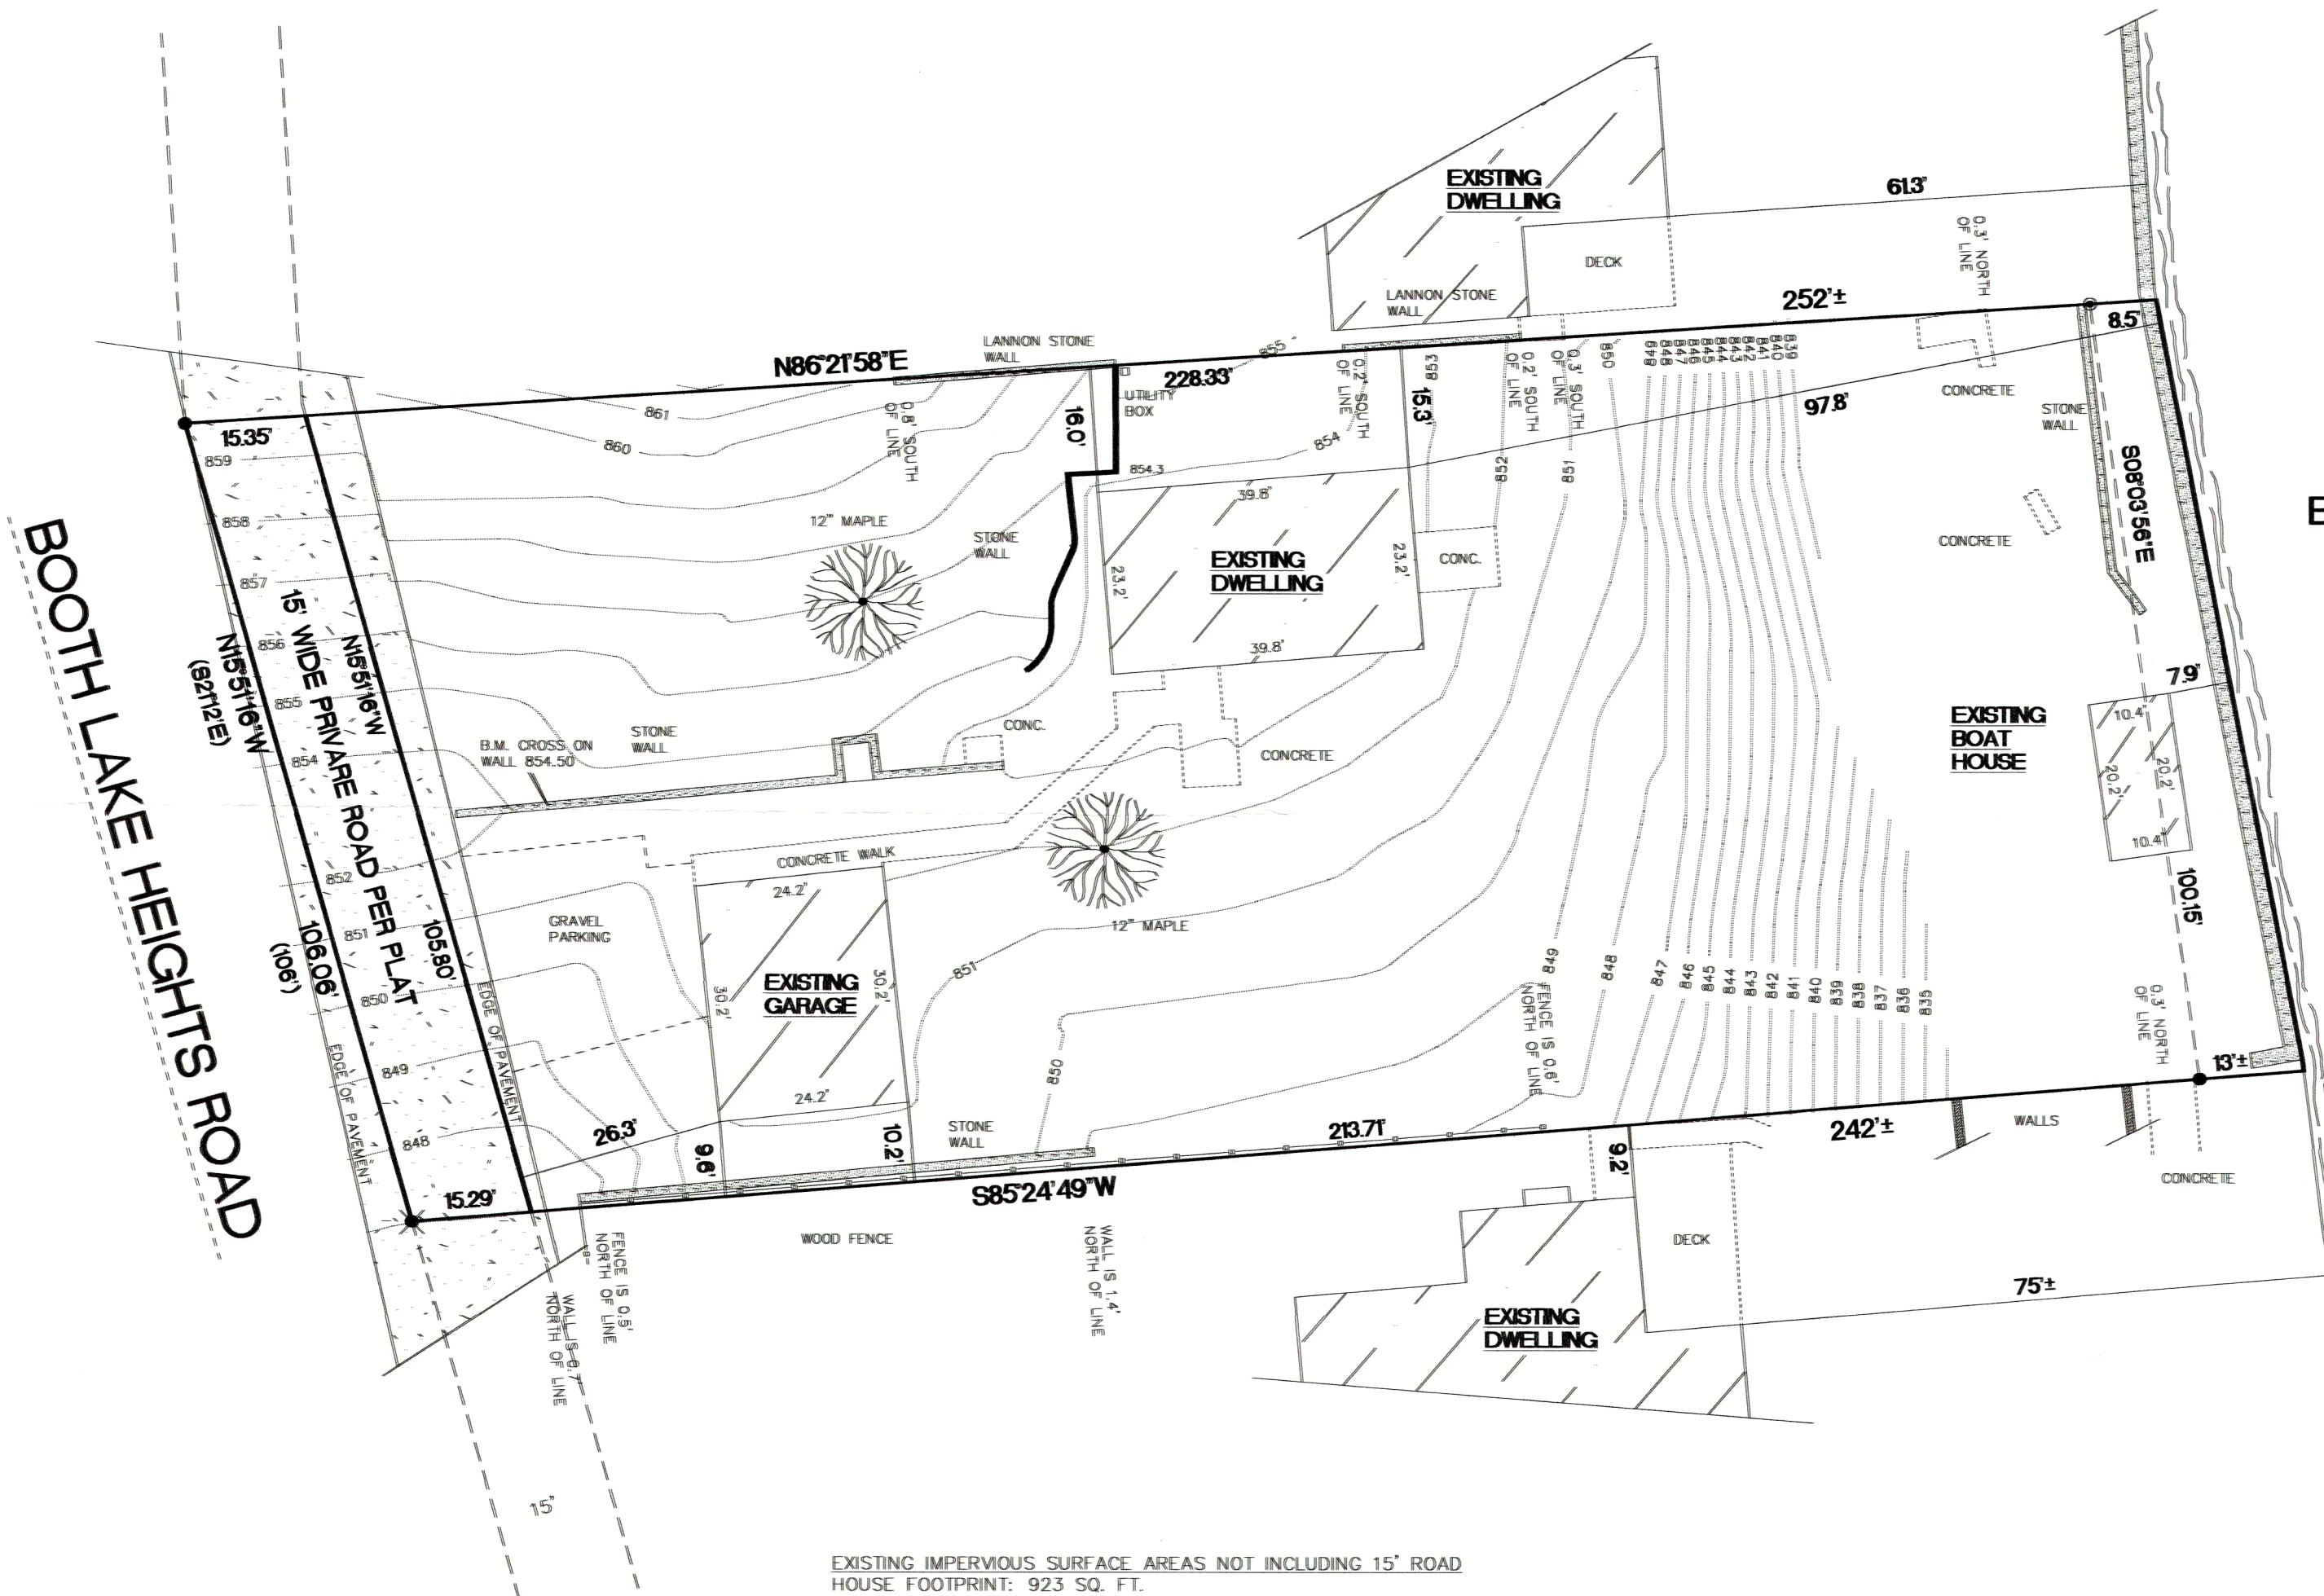 EXISTING
DWELLING
DECK
61.3'
0.3' NORTH
OF LINE
LANNON STONE
WALL
252'±
8.5'
LANNON STONE
WALL
N86°21'58"E
228.33'
855
UTILITY
BOX
0.8' SOUTH
OF LINE
16.0'
0.2' SOUTH
OF LINE
15.3'
853
0.2' SOUTH
OF LINE
0.3' SOUTH
OF LINE
850
849
848
847
846
845
844
843
842
841
840
839
CONCRETE
STONE
WALL
97.8'
15.35'
861
860
859
858
857
856
855
854
852
851
850
849
848
854
854.3
852
851
12" MAPLE
STONE
WALL
39.8'
EXISTING
DWELLING
23.2'
23.2'
39.8'
CONC.
CONCRETE
S08°03'56"E
E
BOOTH LAKE HEIGHTS ROAD
N15°51'16"W
(S21°12'E)
15' WIDE PRIVARE ROAD PER PLAT
N15°51'16"W
106.06'
(106')
105.80'
EDGE OF PAVEMENT
EDGE OF PAVEMENT
STONE
WALL
B.M. CROSS ON
WALL 854.50
CONC.
CONCRETE
7.9'
EXISTING
BOAT
HOUSE
10.4'
20.2'
20.2'
10.4'
100.15'
CONCRETE WALK
GRAVEL
PARKING
24.2'
EXISTING
GARAGE
30.2'
30.2'
24.2'
12" MAPLE
851
850
849
848
847
846
845
844
843
842
841
840
839
838
837
836
835
FENCE IS 0.6'
NORTH OF LINE
0.3' NORTH
OF LINE
13'±
26.3'
9.6'
10.2'
STONE
WALL
213.71'
9.2'
242'±
WALLS
CONCRETE
15.29'
S85°24'49"W
WOOD FENCE
FENCE IS 0.5'
NORTH OF LINE
WALL IS 0.7'
NORTH OF LINE
WALL IS 1.4'
NORTH OF LINE
DECK
EXISTING
DWELLING
75'±
15'
EXISTING IMPERVIOUS SURFACE AREAS NOT INCLUDING 15' ROAD
HOUSE FOOTPRINT: 923 SQ. FT.